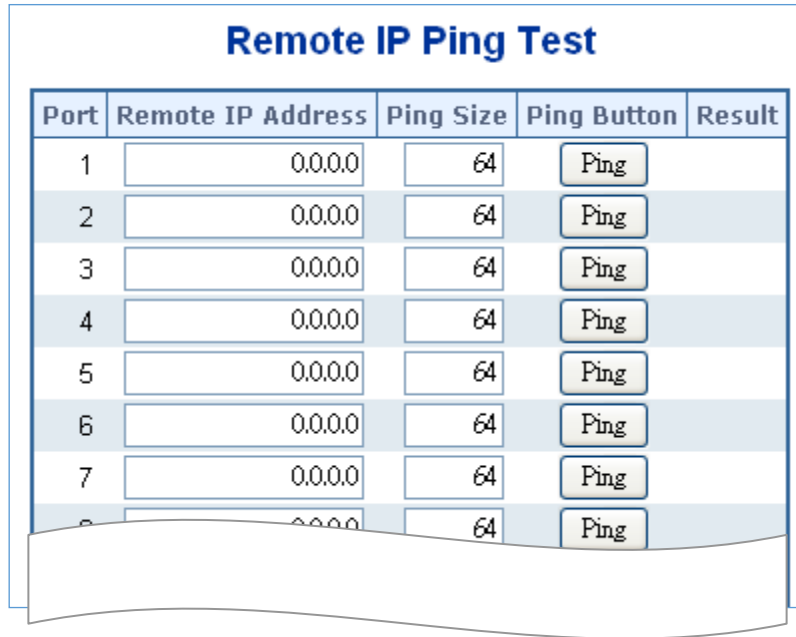 Remote IP Ping Test
Port Remote IP Address Ping Size Ping Button Result
1 0.0.0.0 64 Ping
2 0.0.0.0 64 Ping
3 0.0.0.0 64 Ping
4 0.0.0.0 64 Ping
5 0.0.0.0 64 Ping
6 0.0.0.0 64 Ping
7 0.0.0.0 64 Ping
64 Ping